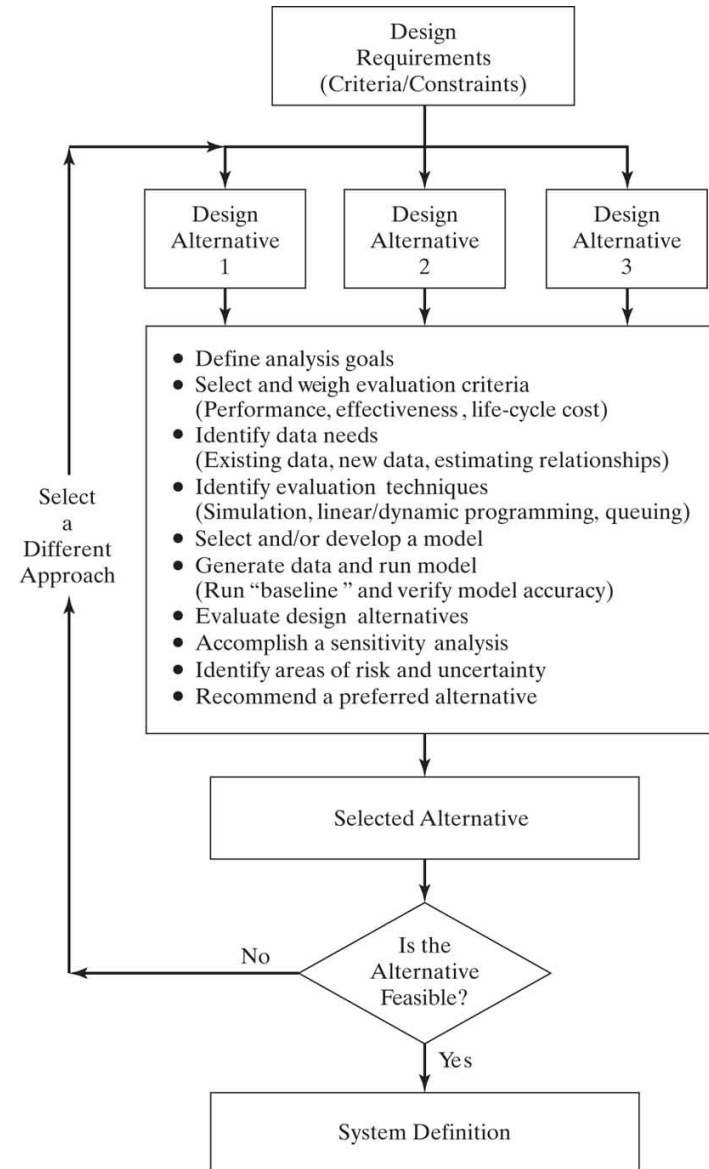 Design
Requirements
(Criteria/Constraints)
Design
Alternative
1
Design
Alternative
2
Design
Alternative
3
• Define analysis goals
• Select and weigh evaluation criteria
(Performance, effectiveness , life-cycle cost)
• Identify data needs
(Existing data, new data, estimating relationships)
• Identify evaluation techniques
(Simulation, linear/dynamic programming, queuing)
• Select and/or develop a model
• Generate data and run model
(Run “baseline ” and verify model accuracy)
• Evaluate design alternatives
• Accomplish a sensitivity analysis
• Identify areas of risk and uncertainty
• Recommend a preferred alternative
Select
a
Different
Approach
Selected Alternative
Is the
Alternative
Feasible?
No
Yes
System Definition